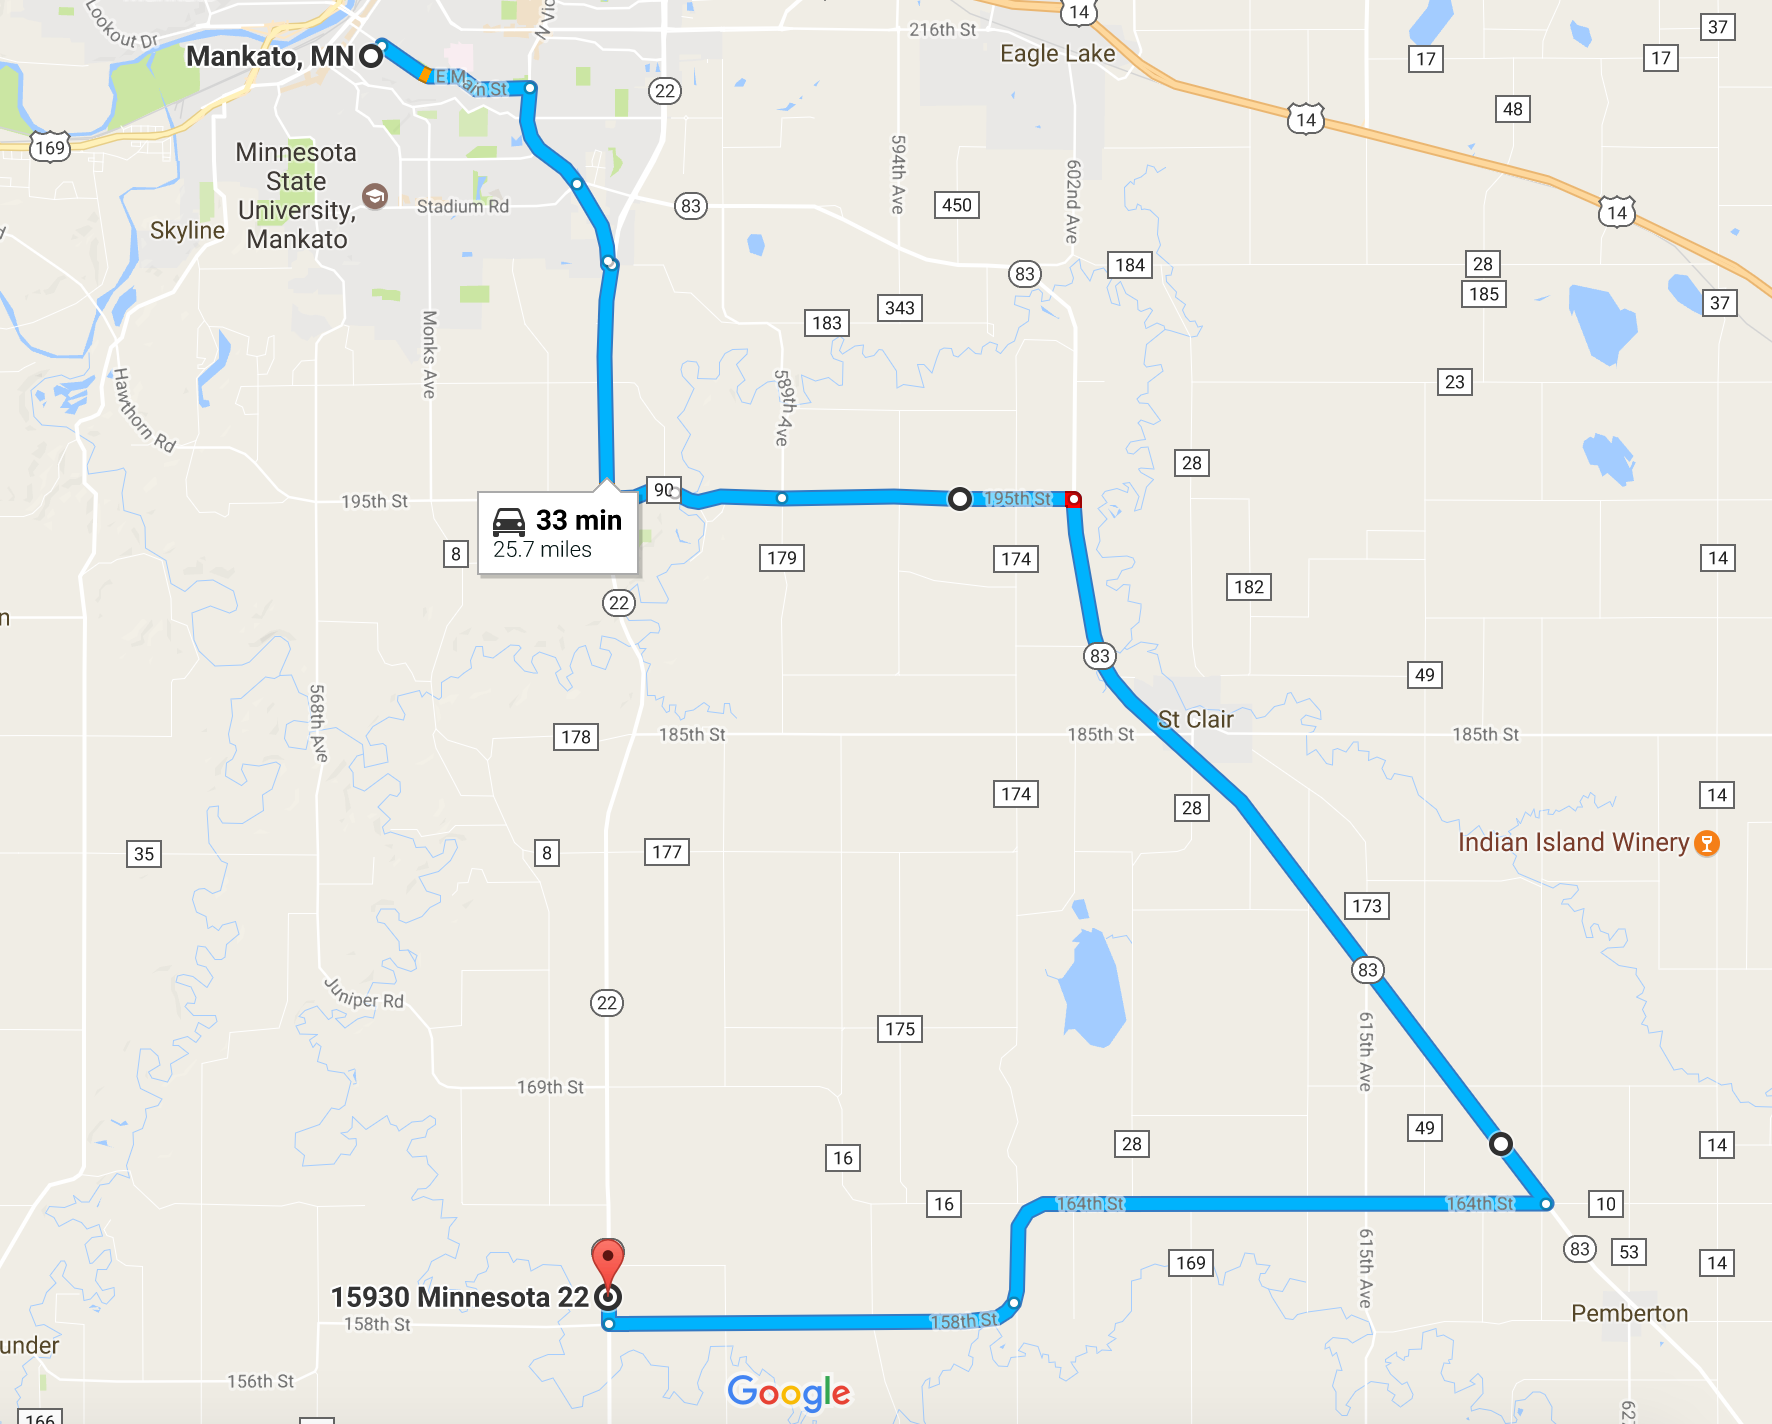 Lookout Dr
N Vic
216th St
14
Eagle Lake
37
17
17
Mankato, MN
E Main St
22
48
14
169
Minnesota
State
University,
Mankato
594th Ave
602nd Ave
Stadium Rd
83
450
14
Skyline
83
184
28
185
37
343
183
Monks Ave
Hawthorn Rd
589th Ave
23
28
195th St
90
195th St
33 min
25.7 miles
8
179
174
14
182
22
n
83
49
568th Ave
St Clair
178
185th St
185th St
185th St
174
14
28
Indian Island Winery
35
8
177
173
83
Juniper Rd
22
175
615th Ave
169th St
49
28
14
16
16
164th St
164th St
10
83
53
169
14
615th Ave
15930 Minnesota 22
158th St
158th St
Pemberton
under
156th St
Google
166